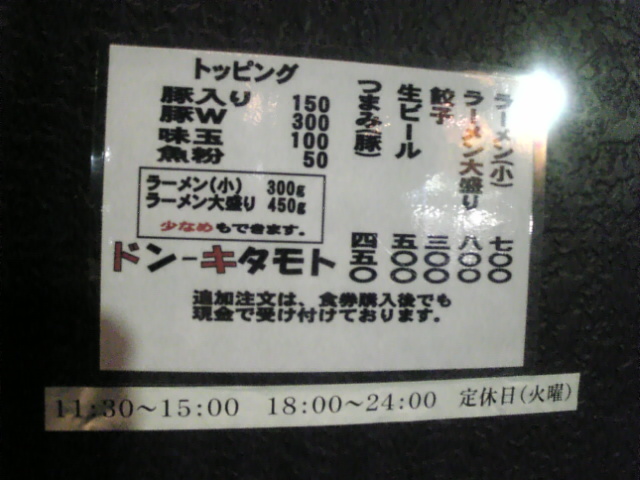 ラーメン(小) 七〇〇
ラーメン大盛り 八〇〇
餃子 三〇〇
生ビール 五〇〇
つまみ(豚) 四五〇
トッピング
豚入り 150
豚W 300
味玉 100
魚粉 50
ラーメン(小) 300g
ラーメン大盛り 450g
少なめもできます。
ドン-キタモト
追加注文は、食券購入後でも
現金で受け付けております。
11:30～15:00 18:00～24:00 定休日(火曜)